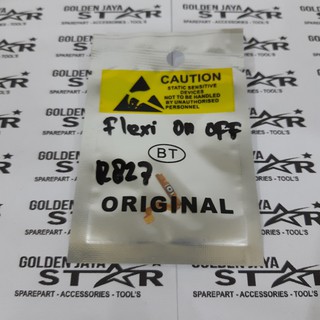 GOLDEN JAYA
STAR
SPAREPART - ACCESSORIES - TOOL'S
CAUTION
STATIC SENSITIVE
DEVICES
NOT TO BE HANDLED
BY UNAUTHORISED
PERSONNEL
Flexi ON OFF
BT
R827
ORIGINAL